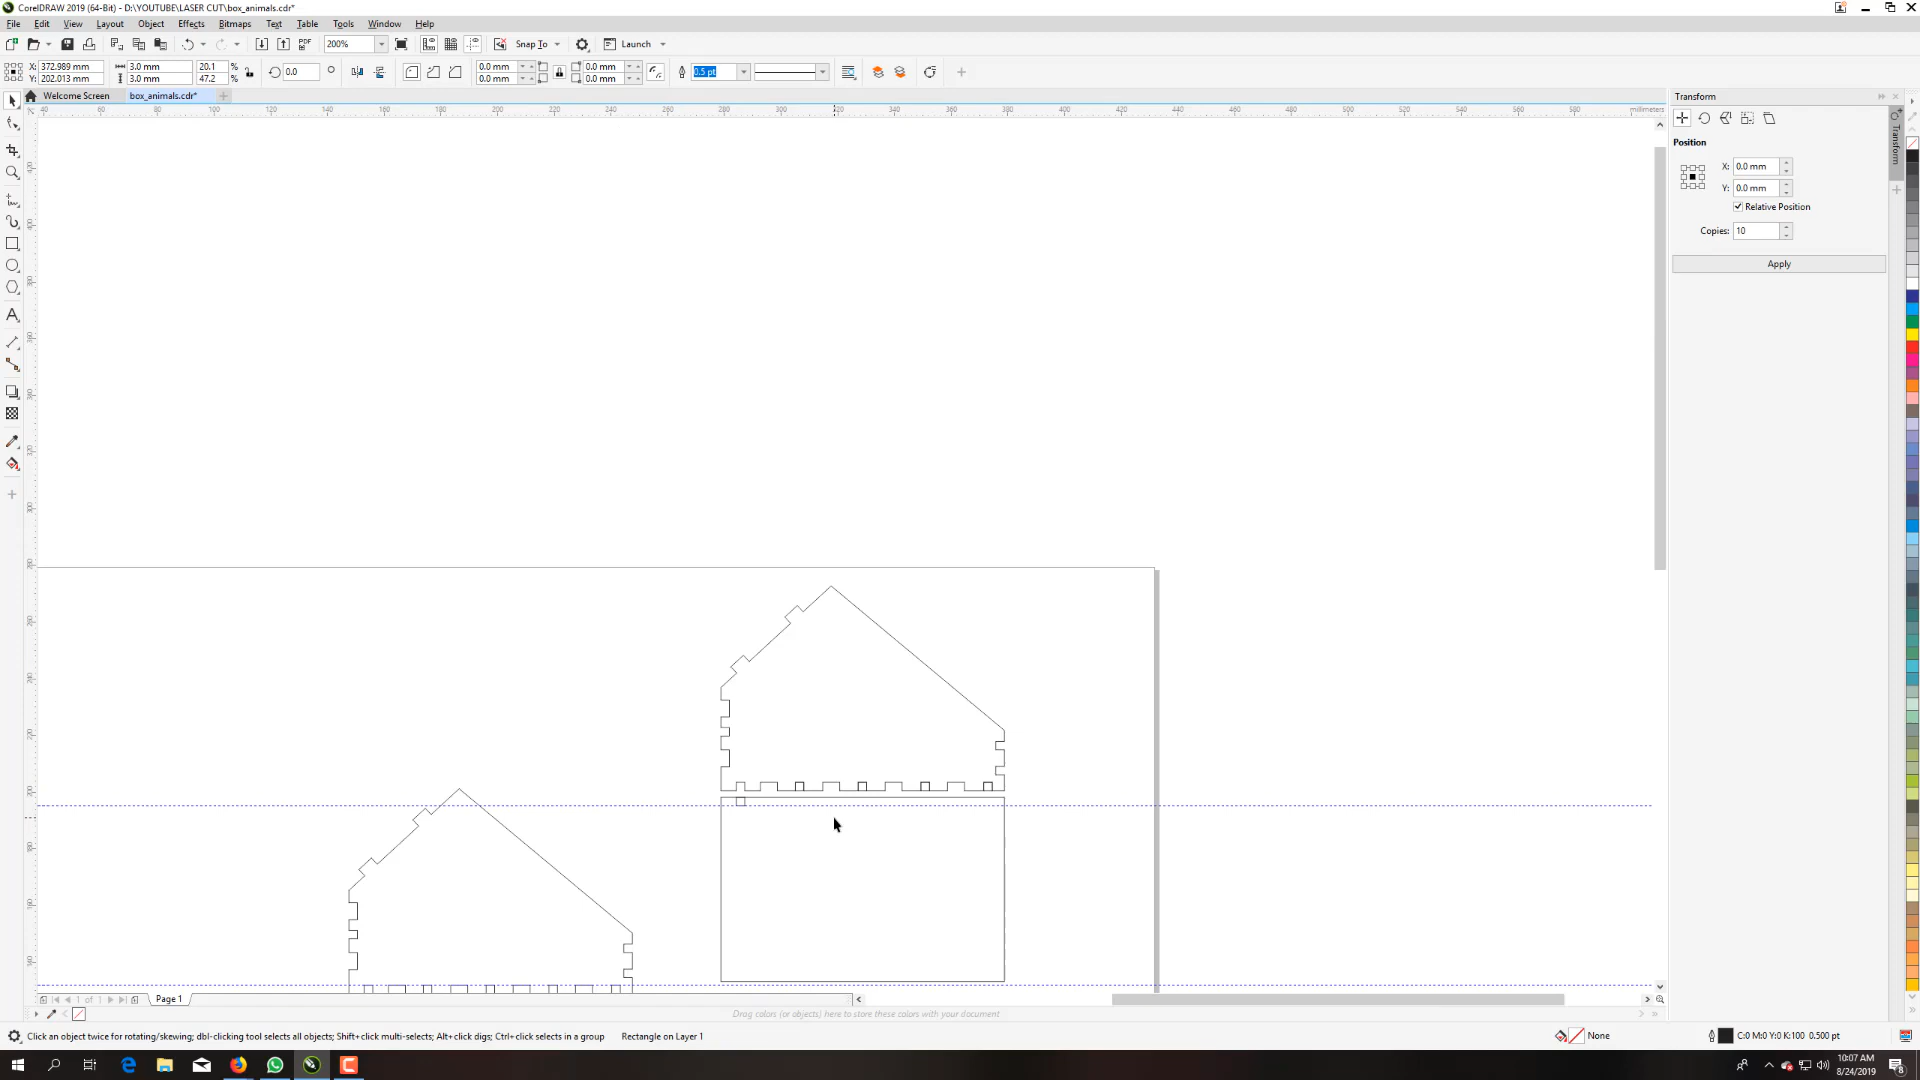 CorelDRAW 2019 (64-Bit) - D:\YOUTUBE\LASER CUT\box_animals.cdr*
File Edit View Layout Object Effects Bitmaps Text Table Tools Window Help
PDF 200% Snap To Launch
X: 372.989 mm 3.0 mm 20.1 % 0.0 ° 0.0 mm 0.0 mm 0.5 pt
Y: 202.013 mm 3.0 mm 47.2 % 0.0 mm 0.0 mm
Welcome Screen box_animals.cdr*
millimeters
Transform
Position
X: 0.0 mm
Y: 0.0 mm
Relative Position
Copies: 10
Apply
Transform
1 of 1 Page 1
Drag colors (or objects) here to store these colors with your document
Click an object twice for rotating/skewing; dbl-clicking tool selects all objects; Shift+click multi-selects; Alt+click digs; Ctrl+click selects in a group Rectangle on Layer 1 None C:0 M:0 Y:0 K:100 0.500 pt
10:07 AM
8/24/2019